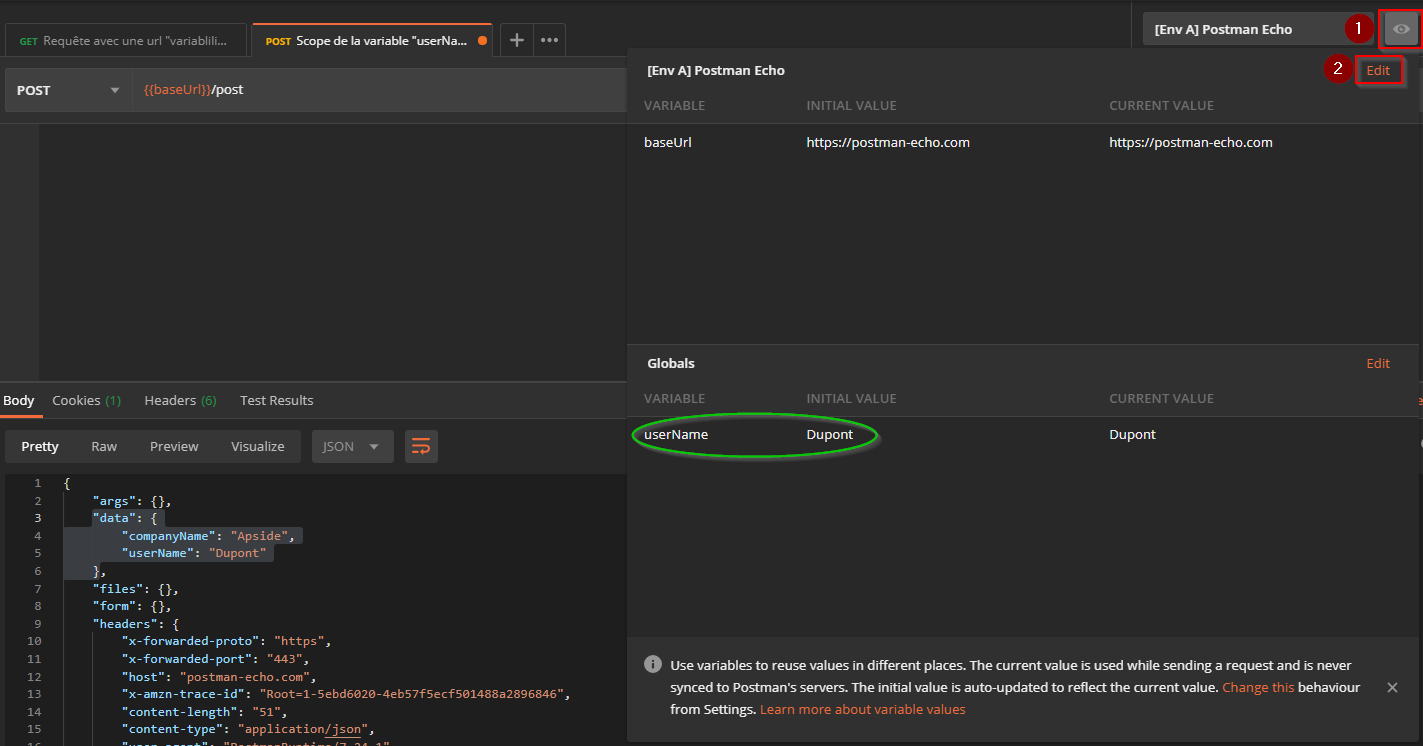 GET Requête avec une url "variablili...
POST Scope de la variable "userNa...
[Env A] Postman Echo
1
POST
{{baseUrl}}/post
[Env A] Postman Echo
2
Edit
VARIABLE INITIAL VALUE CURRENT VALUE
baseUrl https://postman-echo.com https://postman-echo.com
Globals
Edit
VARIABLE INITIAL VALUE CURRENT VALUE
userName Dupont Dupont
Use variables to reuse values in different places. The current value is used while sending a request and is never
synced to Postman's servers. The initial value is auto-updated to reflect the current value. Change this behaviour
from Settings. Learn more about variable values
Body Cookies (1) Headers (6) Test Results
Pretty Raw Preview Visualize JSON
1 {
2 "args": {},
3 "data": {
4 "companyName": "Apside",
5 "userName": "Dupont"
6 },
7 "files": {},
8 "form": {},
9 "headers": {
10 "x-forwarded-proto": "https",
11 "x-forwarded-port": "443",
12 "host": "postman-echo.com",
13 "x-amzn-trace-id": "Root=1-5ebd6020-4eb57f5ecf501488a2896846",
14 "content-length": "51",
15 "content-type": "application/json",